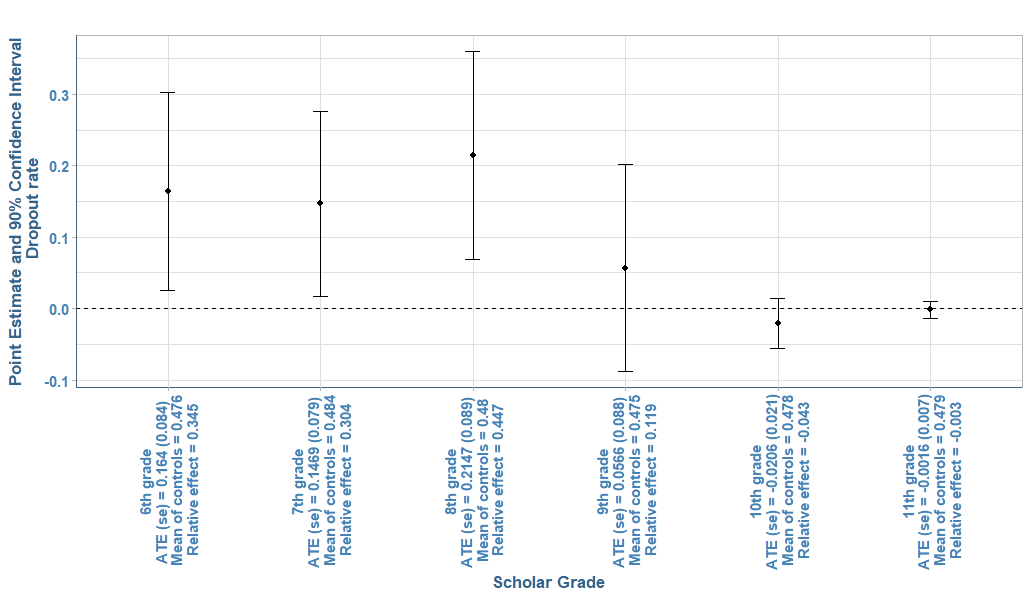 Point Estimate and 90% Confidence Interval
Dropout rate
0.3
0.2
0.1
0.0
-0.1
6th grade
ATE (se) = 0.164 (0.084)
Mean of controls = 0.476
Relative effect = 0.345
7th grade
ATE (se) = 0.1469 (0.079)
Mean of controls = 0.484
Relative effect = 0.304
8th grade
ATE (se) = 0.2147 (0.089)
Mean of controls = 0.48
Relative effect = 0.447
9th grade
ATE (se) = 0.0566 (0.088)
Mean of controls = 0.475
Relative effect = 0.119
10th grade
ATE (se) = -0.0206 (0.021)
Mean of controls = 0.478
Relative effect = -0.043
11th grade
ATE (se) = -0.0016 (0.007)
Mean of controls = 0.479
Relative effect = -0.003
Scholar Grade